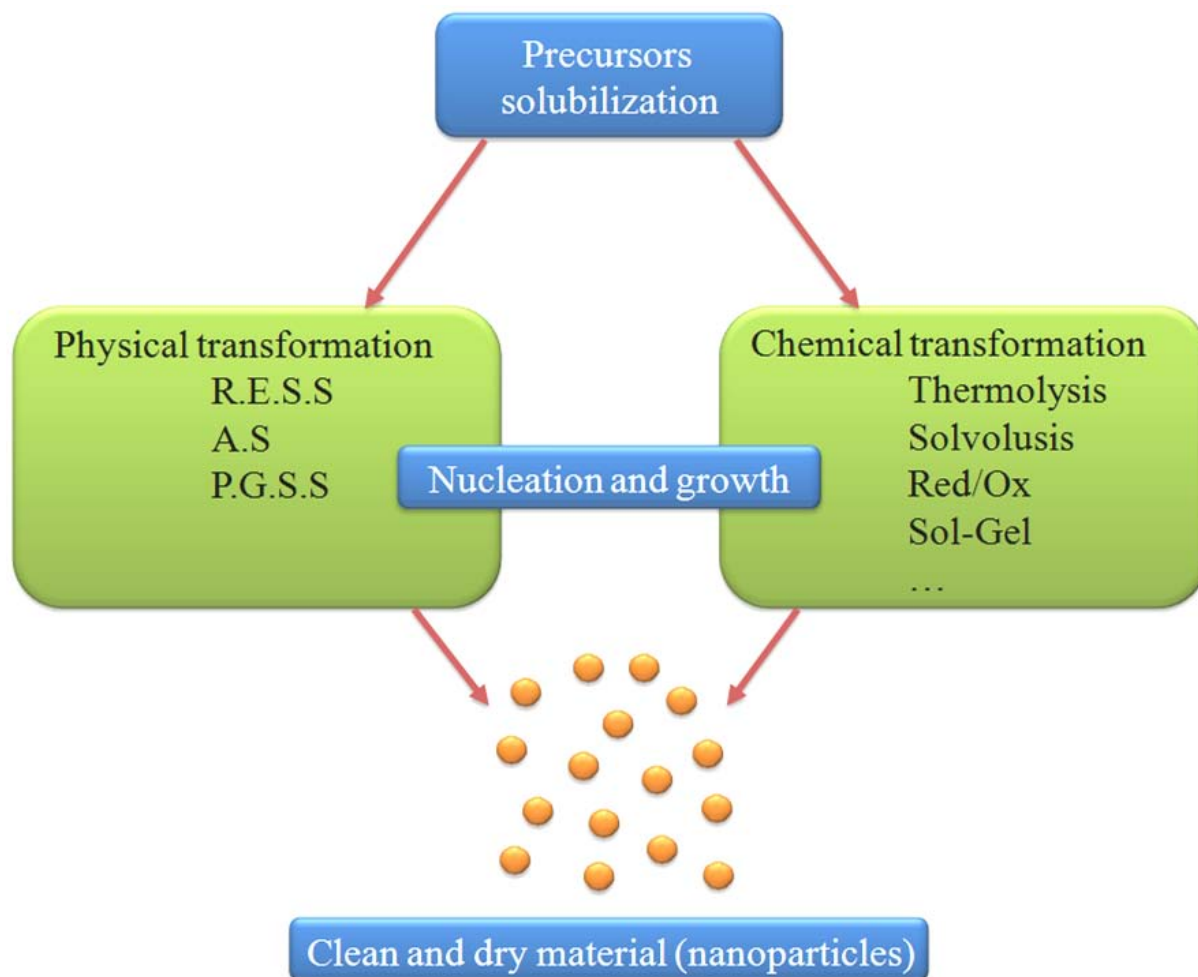 Precursors
solubilization
Physical transformation
R.E.S.S
A.S
P.G.S.S
Chemical transformation
Thermolysis
Solvolusis
Red/Ox
Sol-Gel
…
Nucleation and growth
Clean and dry material (nanoparticles)